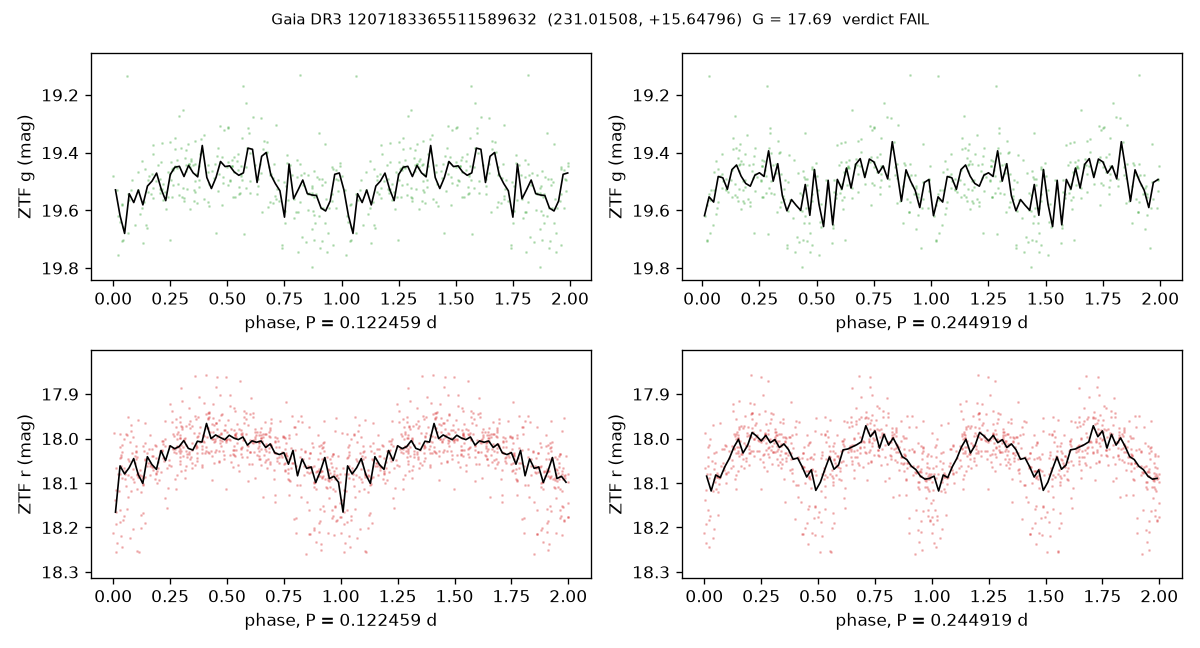 Gaia DR3 1207183365511589632  (231.01508, +15.64796)  G = 17.69  verdict FAIL
ZTF g (mag)
19.2
19.4
19.6
19.8
0.00 0.25 0.50 0.75 1.00 1.25 1.50 1.75 2.00
phase, P = 0.122459 d
ZTF g (mag)
19.2
19.4
19.6
19.8
0.00 0.25 0.50 0.75 1.00 1.25 1.50 1.75 2.00
phase, P = 0.244919 d
ZTF r (mag)
17.9
18.0
18.1
18.2
18.3
0.00 0.25 0.50 0.75 1.00 1.25 1.50 1.75 2.00
phase, P = 0.122459 d
ZTF r (mag)
17.9
18.0
18.1
18.2
18.3
0.00 0.25 0.50 0.75 1.00 1.25 1.50 1.75 2.00
phase, P = 0.244919 d